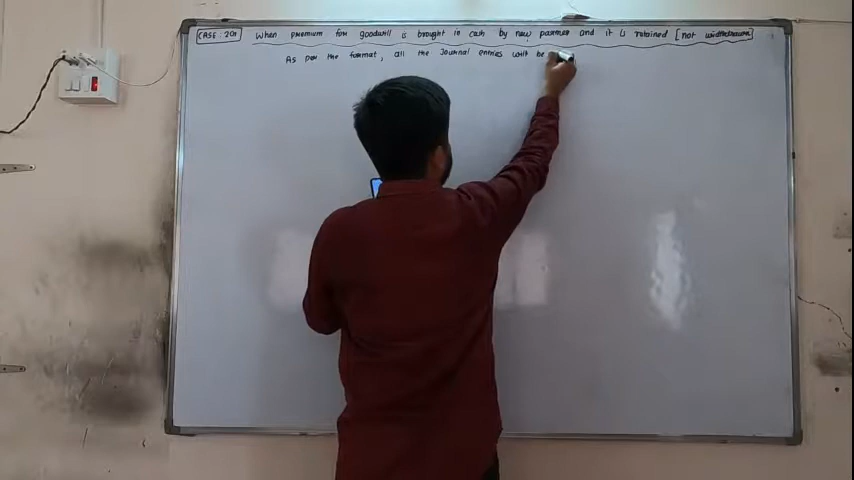 CASE : 2(i) When premium for goodwill is brought in cash by new partner and it is retained [not withdrawn]
As per the format, all the Journal entries will be